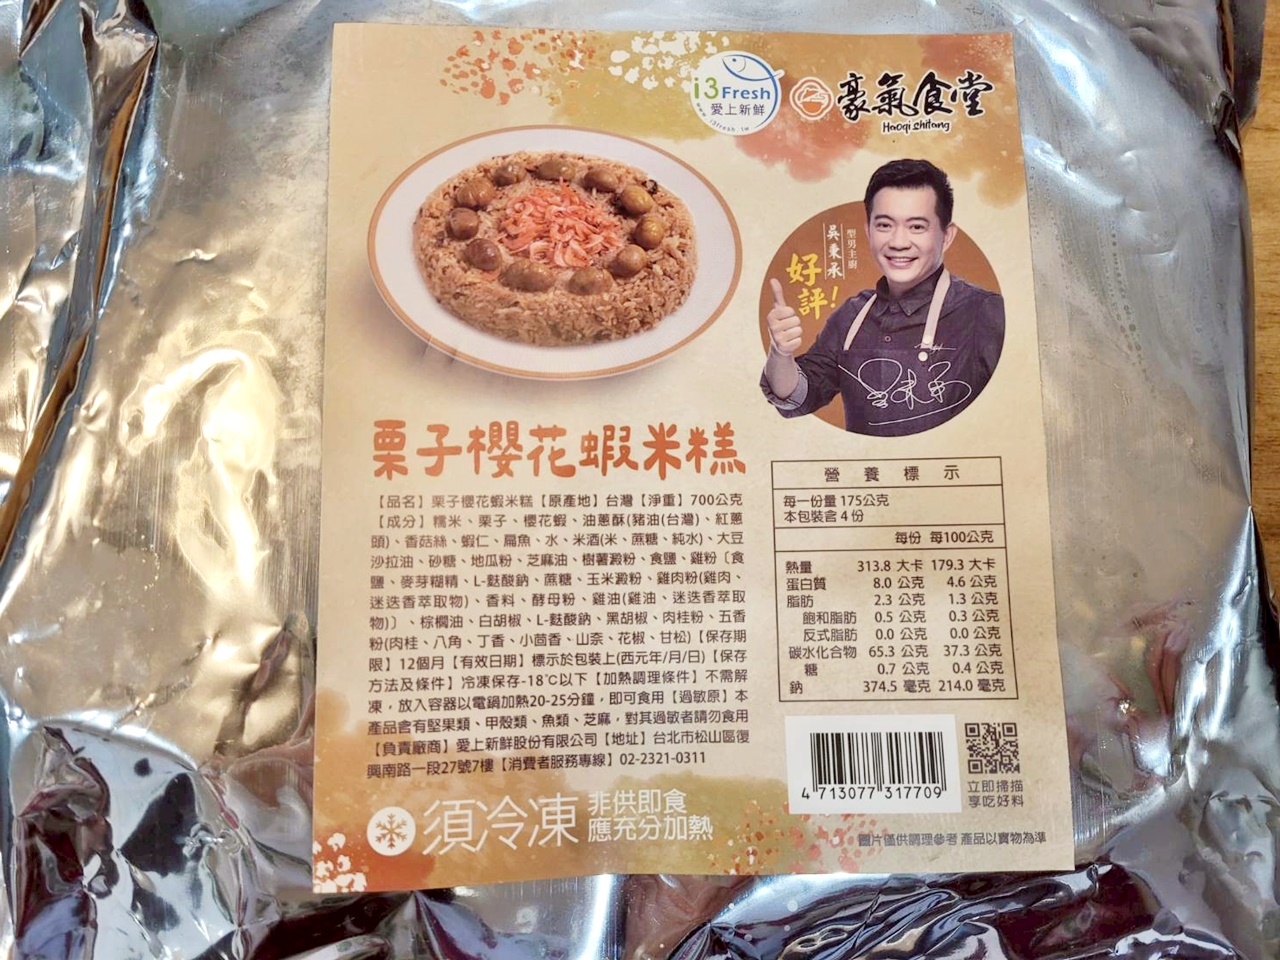 i3Fresh
愛上新鮮
www.i3fresh.tw
豪氣食堂
Haoqi shitang
型男主廚
吳秉承
好評!
栗子櫻花蝦米糕
【品名】栗子櫻花蝦米糕【原產地】台灣【淨重】700公克
【成分】糯米、栗子、櫻花蝦、油蔥酥(豬油(台灣)、紅蔥
頭)、香菇絲、蝦仁、扁魚、水、米酒(米、蔗糖、純水)、大豆
沙拉油、砂糖、地瓜粉、芝麻油、樹薯澱粉、食鹽、雞粉〔食
鹽、麥芽糊精、L-麩酸鈉、蔗糖、玉米澱粉、雞肉粉(雞肉、
迷迭香萃取物)、香料、酵母粉、雞油(雞油、迷迭香萃取
物)〕、棕櫚油、白胡椒、L-麩酸鈉、黑胡椒、肉桂粉、五香
粉(肉桂、八角、丁香、小茴香、山柰、花椒、甘松)【保存期
限】12個月【有效日期】標示於包裝上(西元年/月/日)【保存
方法及條件】冷凍保存-18℃以下【加熱調理條件】不需解
凍，放入容器以電鍋加熱20-25分鐘，即可食用【過敏原】本
產品含有堅果類、甲殼類、魚類、芝麻，對其過敏者請勿食用
【負責廠商】愛上新鮮股份有限公司【地址】台北市松山區復
興南路一段27號7樓【消費者服務專線】02-2321-0311
須冷凍
非供即食
應充分加熱
營養標示
每一份量 175公克
本包裝含 4 份
每份 每100公克
熱量 313.8 大卡 179.3 大卡
蛋白質 8.0 公克 4.6 公克
脂肪 2.3 公克 1.3 公克
飽和脂肪 0.5 公克 0.3 公克
反式脂肪 0.0 公克 0.0 公克
碳水化合物 65.3 公克 37.3 公克
糖 0.7 公克 0.4 公克
鈉 374.5 毫克 214.0 毫克
4 713077 317709
立即掃描
享吃好料
圖片僅供調理參考 產品以實物為準